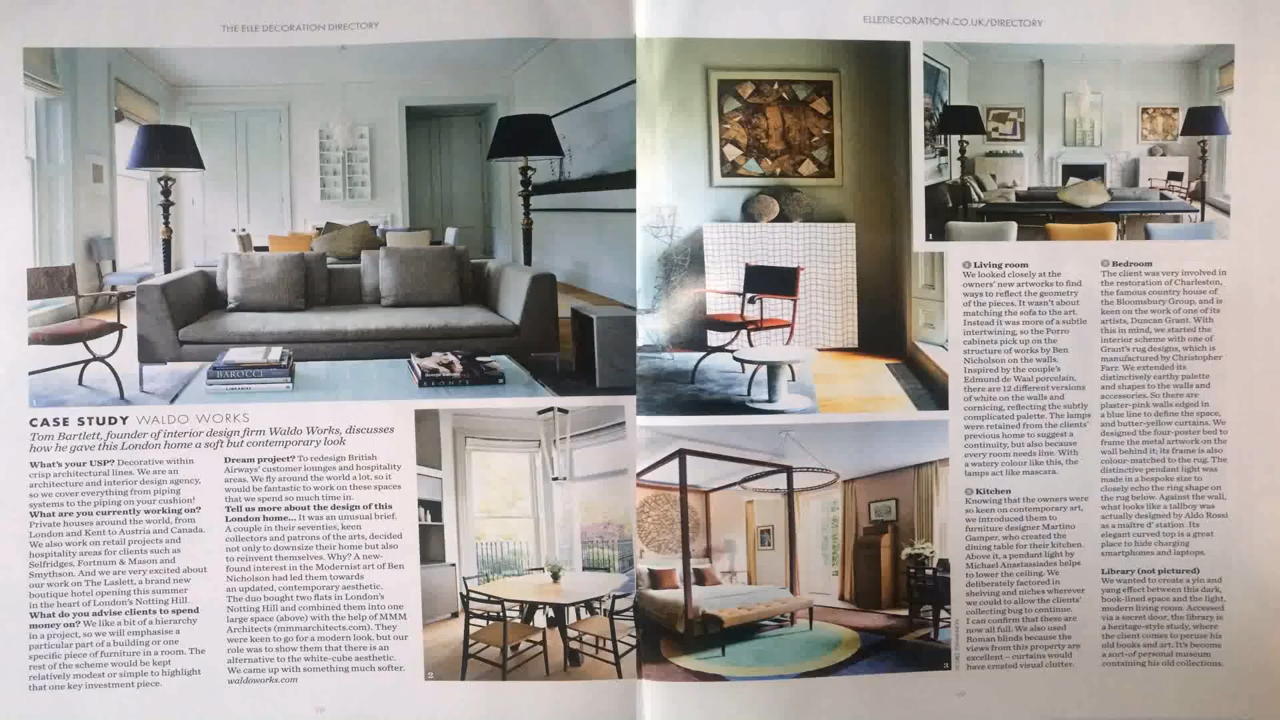 THE ELLE DECORATION DIRECTORY
BAROCCI
CASE STUDY WALDO WORKS
Tom Bartlett, founder of interior design firm Waldo Works, discusses
how he gave this London home a soft but contemporary look
What's your USP? Decorative within
crisp architectural lines. We are an
architecture and interior design agency,
so we cover everything from piping
systems to the piping on your cushion!
What are you currently working on?
Private houses around the world, from
London and Kent to Austria and Canada.
We also work on retail projects and
hospitality areas for clients such as
Selfridges, Fortnum & Mason and
Smythson. And we are very excited about
our work on The Laslett, a brand new
boutique hotel opening this summer
in the heart of London's Notting Hill.
What do you advise clients to spend
money on? We like a bit of a hierarchy
in a project, so we will emphasise a
particular part of a building or one
specific piece of furniture in a room. The
rest of the scheme would be kept
relatively modest or simple to highlight
that one key investment piece.
Dream project? To redesign British
Airways' customer lounges and hospitality
areas. We fly around the world a lot, so it
would be fantastic to work on these spaces
that we spend so much time in.
Tell us more about the design of this
London home... It was an unusual brief.
A couple in their seventies, keen
collectors and patrons of the arts, decided
not only to downsize their home but also
to reinvent themselves. Why? A new-
found interest in the Modernist art of Ben
Nicholson had led them towards
an updated, contemporary aesthetic.
The duo bought two flats in London's
Notting Hill and combined them into one
large space (above) with the help of MMM
Architects (mmmarchitects.com). They
were keen to go for a modern look, but our
role was to show them that there is an
alternative to the white-cube aesthetic.
We came up with something much softer.
waldoworks.com
2
ELLEDECORATION.CO.UK/DIRECTORY
1
3
Living room
We looked closely at the
owners' new artworks to find
ways to reflect the geometry
of the pieces. It wasn't about
matching the sofa to the art.
Instead it was more of a subtle
intertwining, so the Porro
cabinets pick up on the
structure of works by Ben
Nicholson on the walls.
Inspired by the couple's
Edmund de Waal porcelain,
there are 12 different versions
of white on the walls and
cornicing, reflecting the subtly
complicated palette. The lamps
were retained from the clients'
previous home to suggest a
continuity, but also because
every room needs line. With
a watery colour like this, the
lamps act like mascara.
Kitchen
Knowing that the owners were
so keen on contemporary art,
we introduced them to
furniture designer Martino
Gamper, who created the
dining table for their kitchen.
Above it, a pendant light by
Michael Anastassiades helps
to lower the ceiling. We
deliberately factored in
shelving and niches wherever
we could to allow the clients'
collecting bug to continue.
I can confirm that these are
now all full. We also used
Roman blinds because the
views from this property are
excellent – curtains would
have created visual clutter.
Bedroom
The client was very involved in
the restoration of Charleston,
the famous country house of
the Bloomsbury Group, and is
keen on the work of one of its
artists, Duncan Grant. With
this in mind, we started the
interior scheme with one of
Grant's rug designs, which is
manufactured by Christopher
Farr. We extended its
distinctively earthy palette
and shapes to the walls and
accessories. So there are
plaster-pink walls edged in
a blue line to define the space,
and butter-yellow curtains. We
designed the four-poster bed to
frame the metal artwork on the
wall behind it; its frame is also
colour-matched to the rug. The
distinctive pendant light was
made in a bespoke size to
closely echo the ring shape on
the rug below. Against the wall,
what looks like a tallboy was
actually designed by Aldo Rossi
as a maître d' station. Its
elegant curved top is a great
place to hide charging
smartphones and laptops.
Library (not pictured)
We wanted to create a yin and
yang effect between this dark,
book-lined space and the light,
modern living room. Accessed
via a secret door, the library is
a heritage-style study, where
the client comes to peruse his
old books and art. It's become
a sort-of personal museum
containing his old collections.